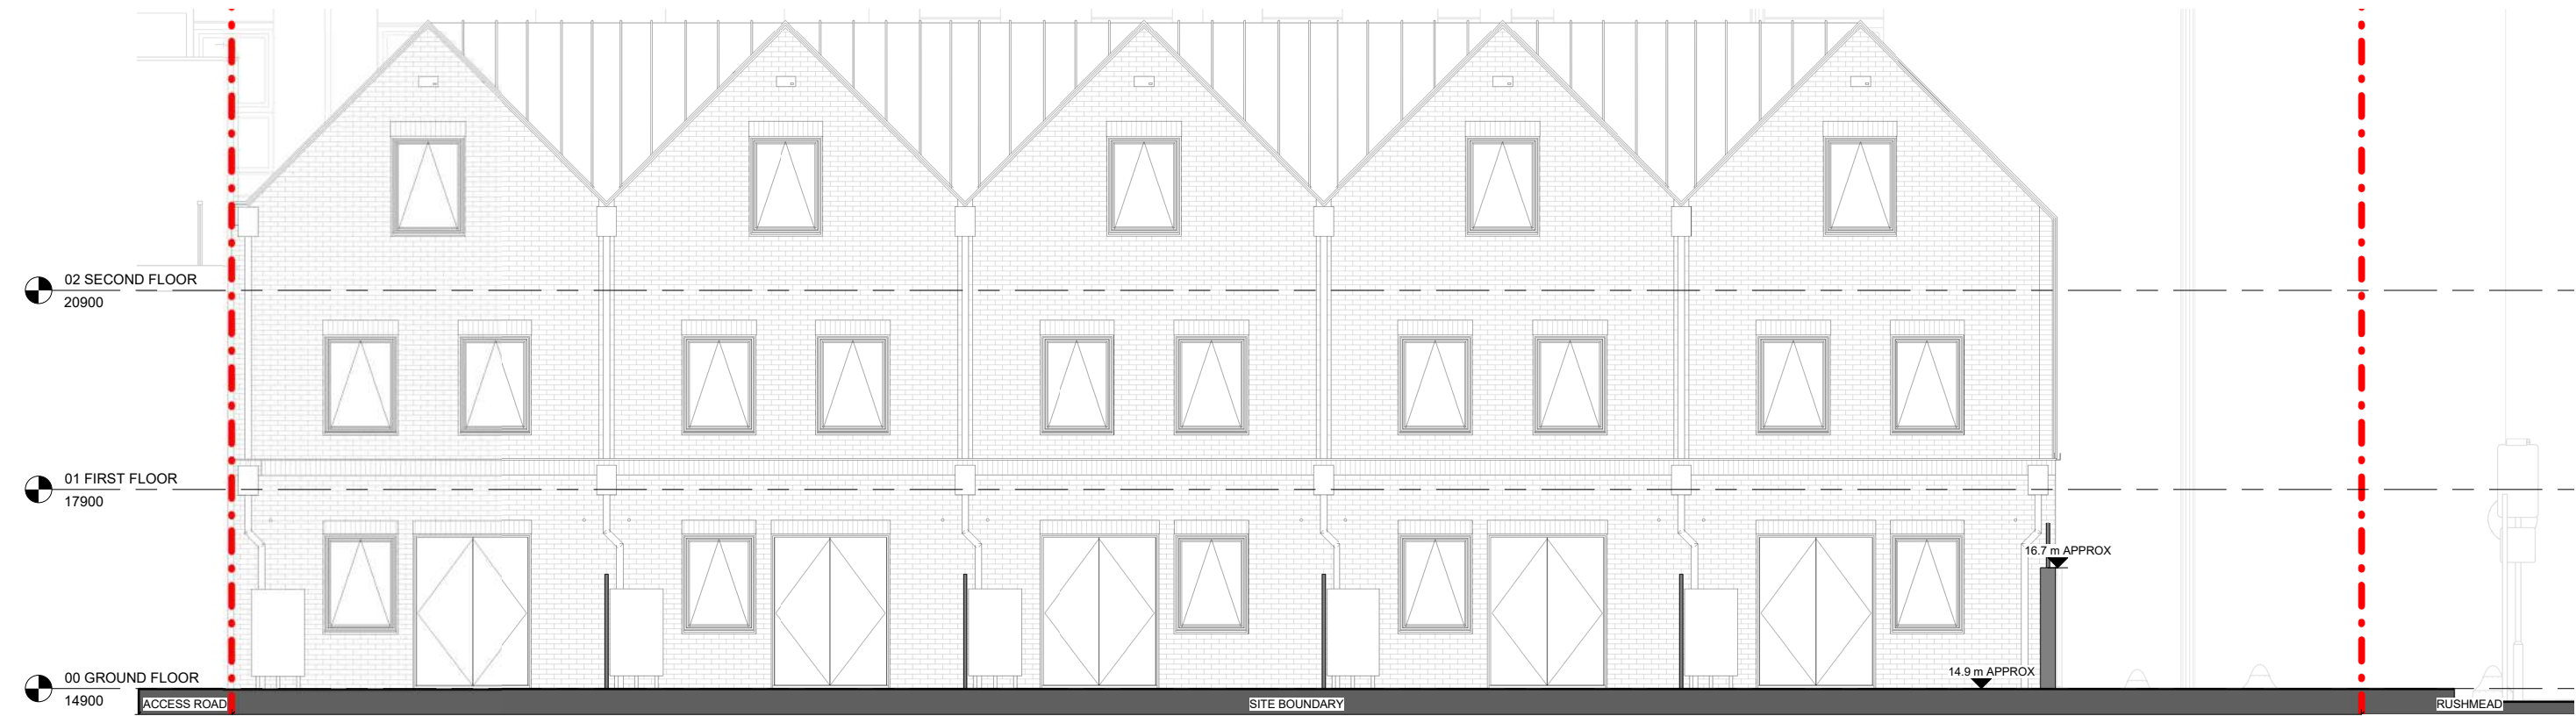 02 SECOND FLOOR
20900
01 FIRST FLOOR
17900
16.7 m APPROX
00 GROUND FLOOR
14900
14.9 m APPROX
ACCESS ROAD
SITE BOUNDARY
RUSHMEAD